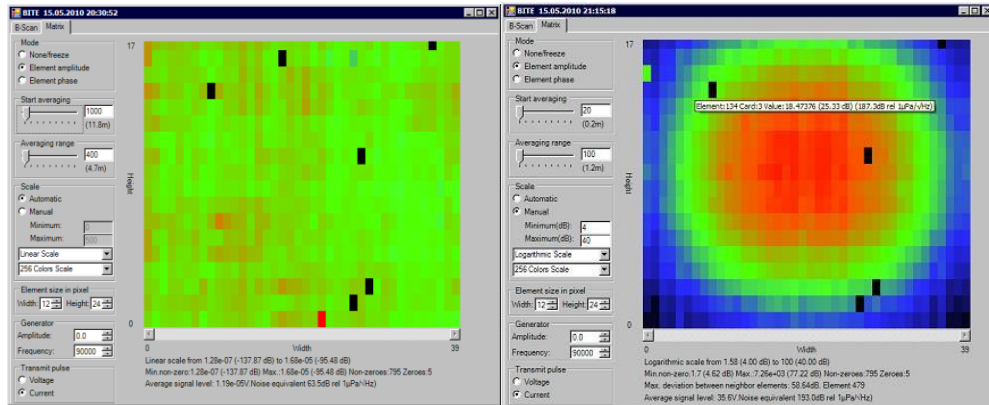 BITE 15.05.2010 20:30:52
B-Scan Matrix
Mode
None/freeze
Element amplitude
Element phase
Start averaging
1000
(11.8m)
Averaging range
400
(4.7m)
Scale
Automatic
Manual
Minimum: 0
Maximum: 500
Linear Scale
256 Colors Scale
Element size in pixel
Width: 12 Height: 24
Generator
Amplitude: 0.0
Frequency: 90000
Transmit pulse
Voltage
Current
17
Height
0
0 Width 39
Linear scale from 1.28e-07 (-137.87 dB) to 1.68e-05 (-95.48 dB)
Min.non-zero:1.28e-07 (-137.87 dB) Max.:1.68e-05 (-95.48 dB) Non-zeroes:795 Zeroes:5
Average signal level: 1.19e-05V.Noise equivalent 63.5dB rel 1µPa/√Hz)
BITE 15.05.2010 21:15:18
B-Scan Matrix
Mode
None/freeze
Element amplitude
Element phase
Start averaging
20
(0.2m)
Averaging range
100
(1.2m)
Scale
Automatic
Manual
Minimum(dB): 4
Maximum(dB): 40
Logarithmic Scale
256 Colors Scale
Element size in pixel
Width: 12 Height: 24
Generator
Amplitude: 0.0
Frequency: 90000
Transmit pulse
Voltage
Current
17
Element:134 Card:3 Value:18.47376 (25.33 dB) (187.3dB rel 1µPa/√Hz)
Height
0
0 Width 39
Logarithmic scale from 1.58 (4.00 dB) to 100 (40.00 dB)
Min.non-zero:1.7 (4.62 dB) Max.:7.26e+03 (77.22 dB) Non-zeroes:795 Zeroes:5
Max. deviation between neighbor elements: 58.64dB. Element 479
Average signal level: 35.6V.Noise equivalent 193.0dB rel 1µPa/√Hz)